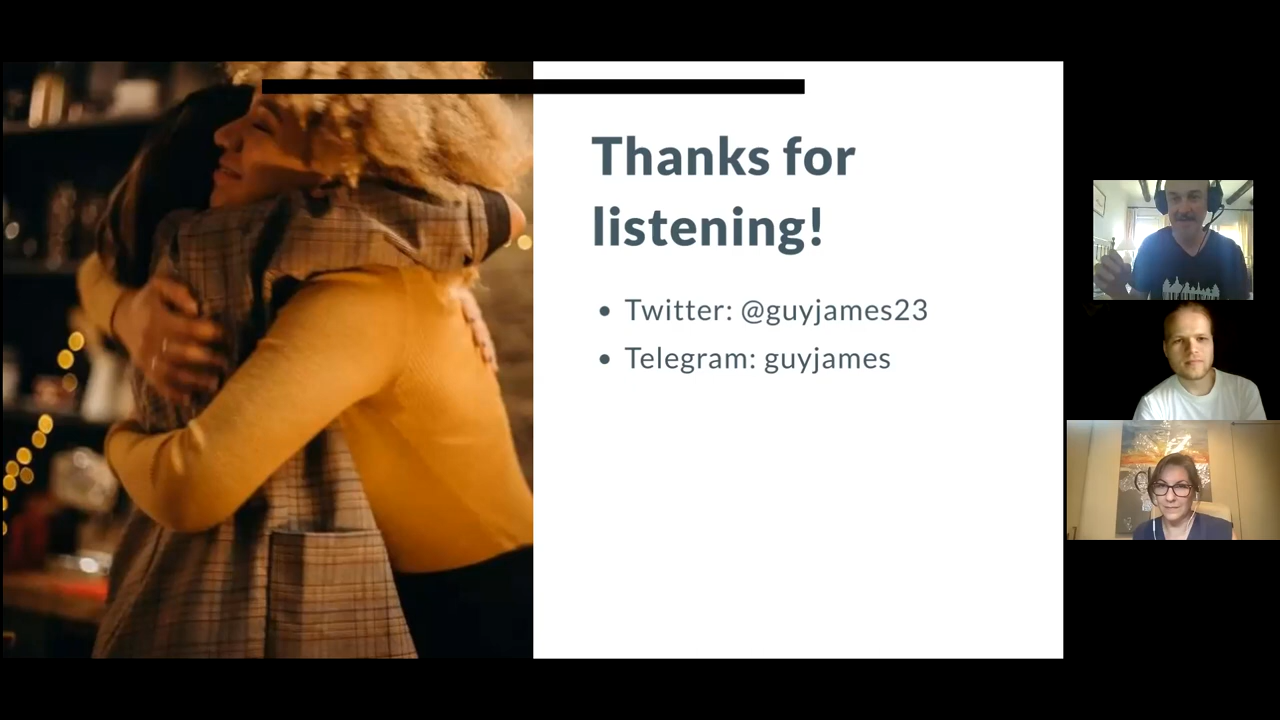 Thanks for
listening!
• Twitter: @guyjames23
• Telegram: guyjames